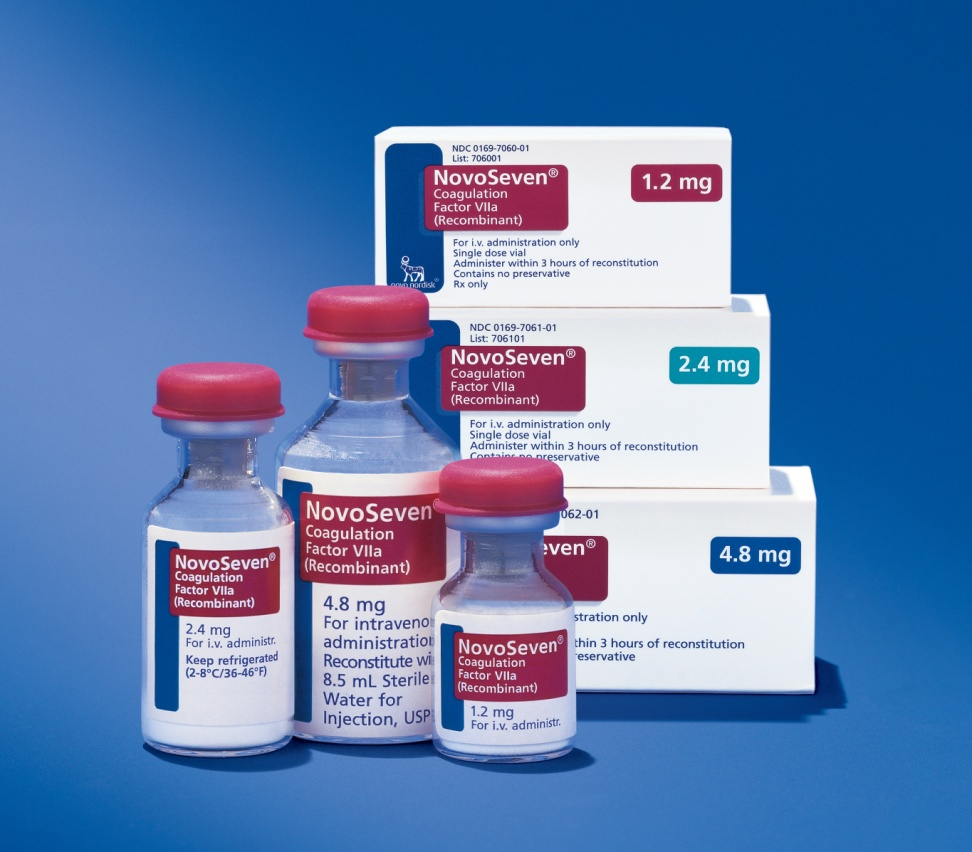 NDC 0169-7060-01
List: 706001
NovoSeven®
Coagulation
Factor VIIa
(Recombinant)
1.2 mg
For i.v. administration only
Single dose vial
Administer within 3 hours of reconstitution
Contains no preservative
Rx only
novo nordisk®
NDC 0169-7061-01
List: 706101
NovoSeven®
Coagulation
Factor VIIa
(Recombinant)
2.4 mg
For i.v. administration only
Single dose vial
Administer within 3 hours of reconstitution
Contains no preservative
062-01
even®
4.8 mg
stration only
thin 3 hours of reconstitution
reservative
NovoSeven®
Coagulation
Factor VIIa
(Recombinant)
2.4 mg
For i.v. administr.
Keep refrigerated
(2-8°C/36-46°F)
NovoSeven
Coagulation
Factor VIIa
(Recombinant)
4.8 mg
For intraveno
administration
Reconstitute wi
8.5 mL Sterile
Water for
Injection, USP
NovoSeven®
Coagulation
Factor VIIa
(Recombinant)
1.2 mg
For i.v. administr.